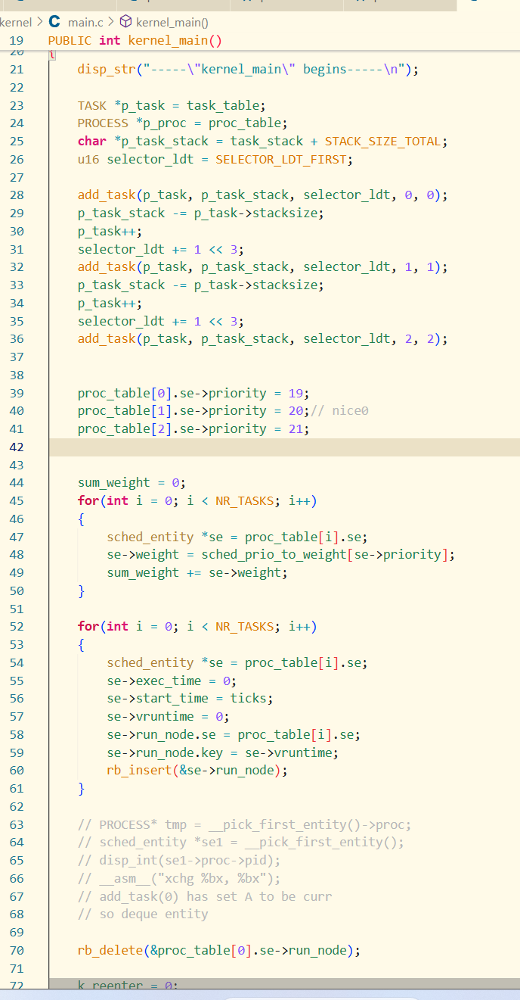 kernel > C main.c > kernel_main()
19 PUBLIC int kernel_main()
20 {
21 disp_str("-----\"kernel_main\" begins-----\n");
22
23 TASK *p_task = task_table;
24 PROCESS *p_proc = proc_table;
25 char *p_task_stack = task_stack + STACK_SIZE_TOTAL;
26 u16 selector_ldt = SELECTOR_LDT_FIRST;
27
28 add_task(p_task, p_task_stack, selector_ldt, 0, 0);
29 p_task_stack -= p_task->stacksize;
30 p_task++;
31 selector_ldt += 1 << 3;
32 add_task(p_task, p_task_stack, selector_ldt, 1, 1);
33 p_task_stack -= p_task->stacksize;
34 p_task++;
35 selector_ldt += 1 << 3;
36 add_task(p_task, p_task_stack, selector_ldt, 2, 2);
37
38
39 proc_table[0].se->priority = 19;
40 proc_table[1].se->priority = 20;// nice0
41 proc_table[2].se->priority = 21;
42
43
44 sum_weight = 0;
45 for(int i = 0; i < NR_TASKS; i++)
46 {
47 sched_entity *se = proc_table[i].se;
48 se->weight = sched_prio_to_weight[se->priority];
49 sum_weight += se->weight;
50 }
51
52 for(int i = 0; i < NR_TASKS; i++)
53 {
54 sched_entity *se = proc_table[i].se;
55 se->exec_time = 0;
56 se->start_time = ticks;
57 se->vruntime = 0;
58 se->run_node.se = proc_table[i].se;
59 se->run_node.key = se->vruntime;
60 rb_insert(&se->run_node);
61 }
62
63 // PROCESS* tmp = __pick_first_entity()->proc;
64 // sched_entity *se1 = __pick_first_entity();
65 // disp_int(se1->proc->pid);
66 // __asm__("xchg %bx, %bx");
67 // add_task(0) has set A to be curr
68 // so deque entity
69
70 rb_delete(&proc_table[0].se->run_node);
71
72 k_reenter = 0;